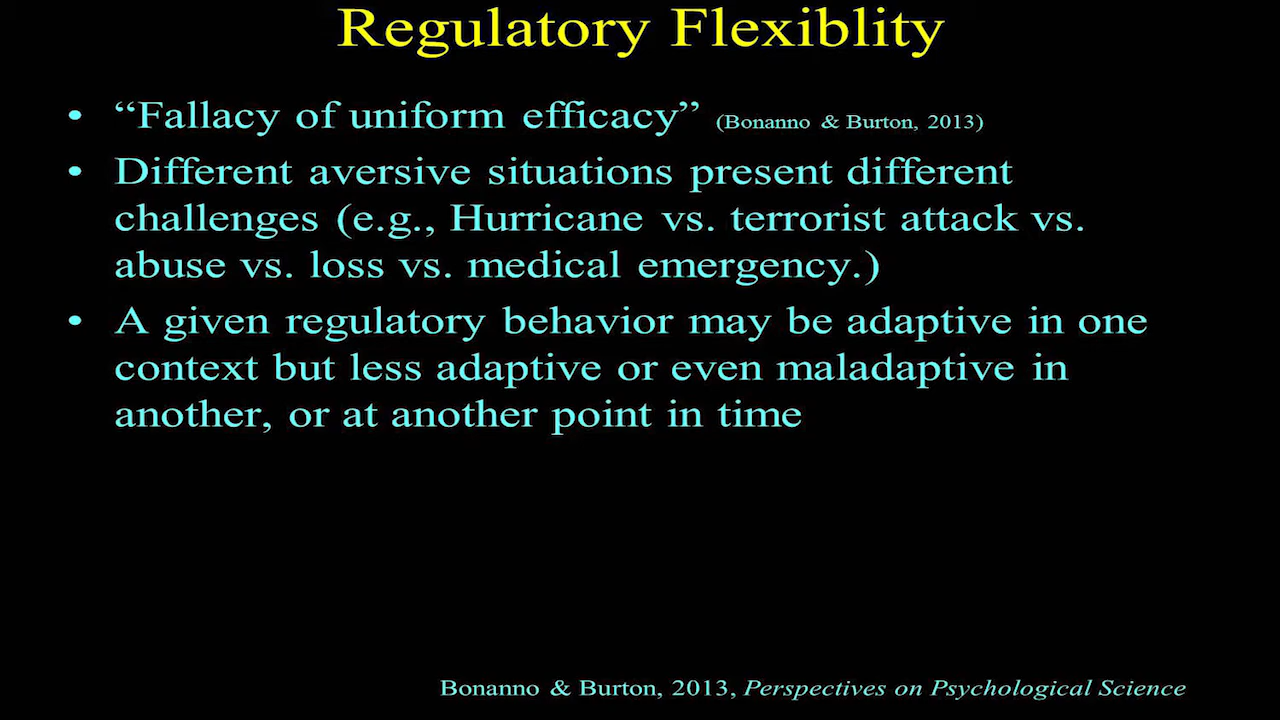 Regulatory Flexiblity
• “Fallacy of uniform efficacy” (Bonanno & Burton, 2013)
• Different aversive situations present different
challenges (e.g., Hurricane vs. terrorist attack vs.
abuse vs. loss vs. medical emergency.)
• A given regulatory behavior may be adaptive in one
context but less adaptive or even maladaptive in
another, or at another point in time
Bonanno & Burton, 2013, Perspectives on Psychological Science